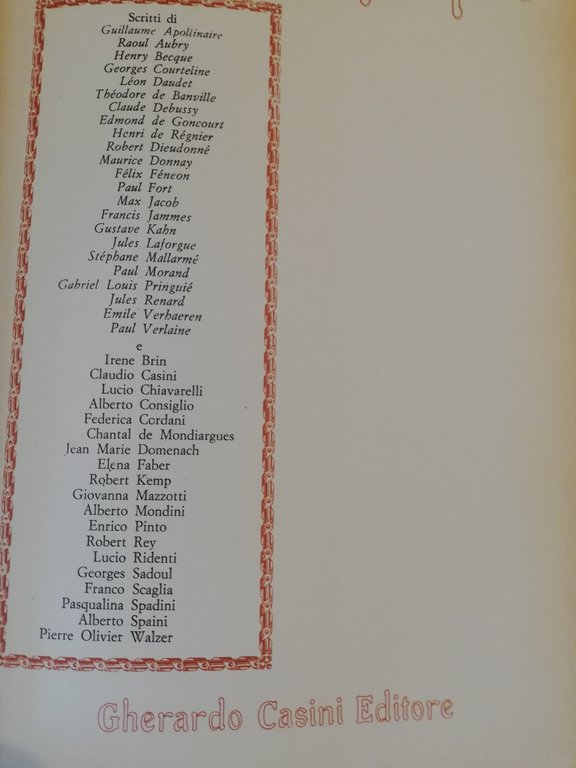 Scritti di
Guillaume Apollinaire
Raoul Aubry
Henry Becque
Georges Courteline
Léon Daudet
Théodore de Banville
Claude Debussy
Edmond de Goncourt
Henri de Régnier
Robert Dieudonné
Maurice Donnay
Félix Féneon
Paul Fort
Max Jacob
Francis Jammes
Gustave Kahn
Jules Laforgue
Stéphane Mallarmé
Paul Morand
Gabriel Louis Pringuié
Jules Renard
Emile Verhaeren
Paul Verlaine
e
Irene Brin
Claudio Casini
Lucio Chiavarelli
Alberto Consiglio
Federica Cordani
Chantal de Mondiargues
Jean Marie Domenach
Elena Faber
Robert Kemp
Giovanna Mazzotti
Alberto Mondini
Enrico Pinto
Robert Rey
Lucio Ridenti
Georges Sadoul
Franco Scaglia
Pasqualina Spadini
Alberto Spaini
Pierre Olivier Walzer
Gherardo Casini Editore